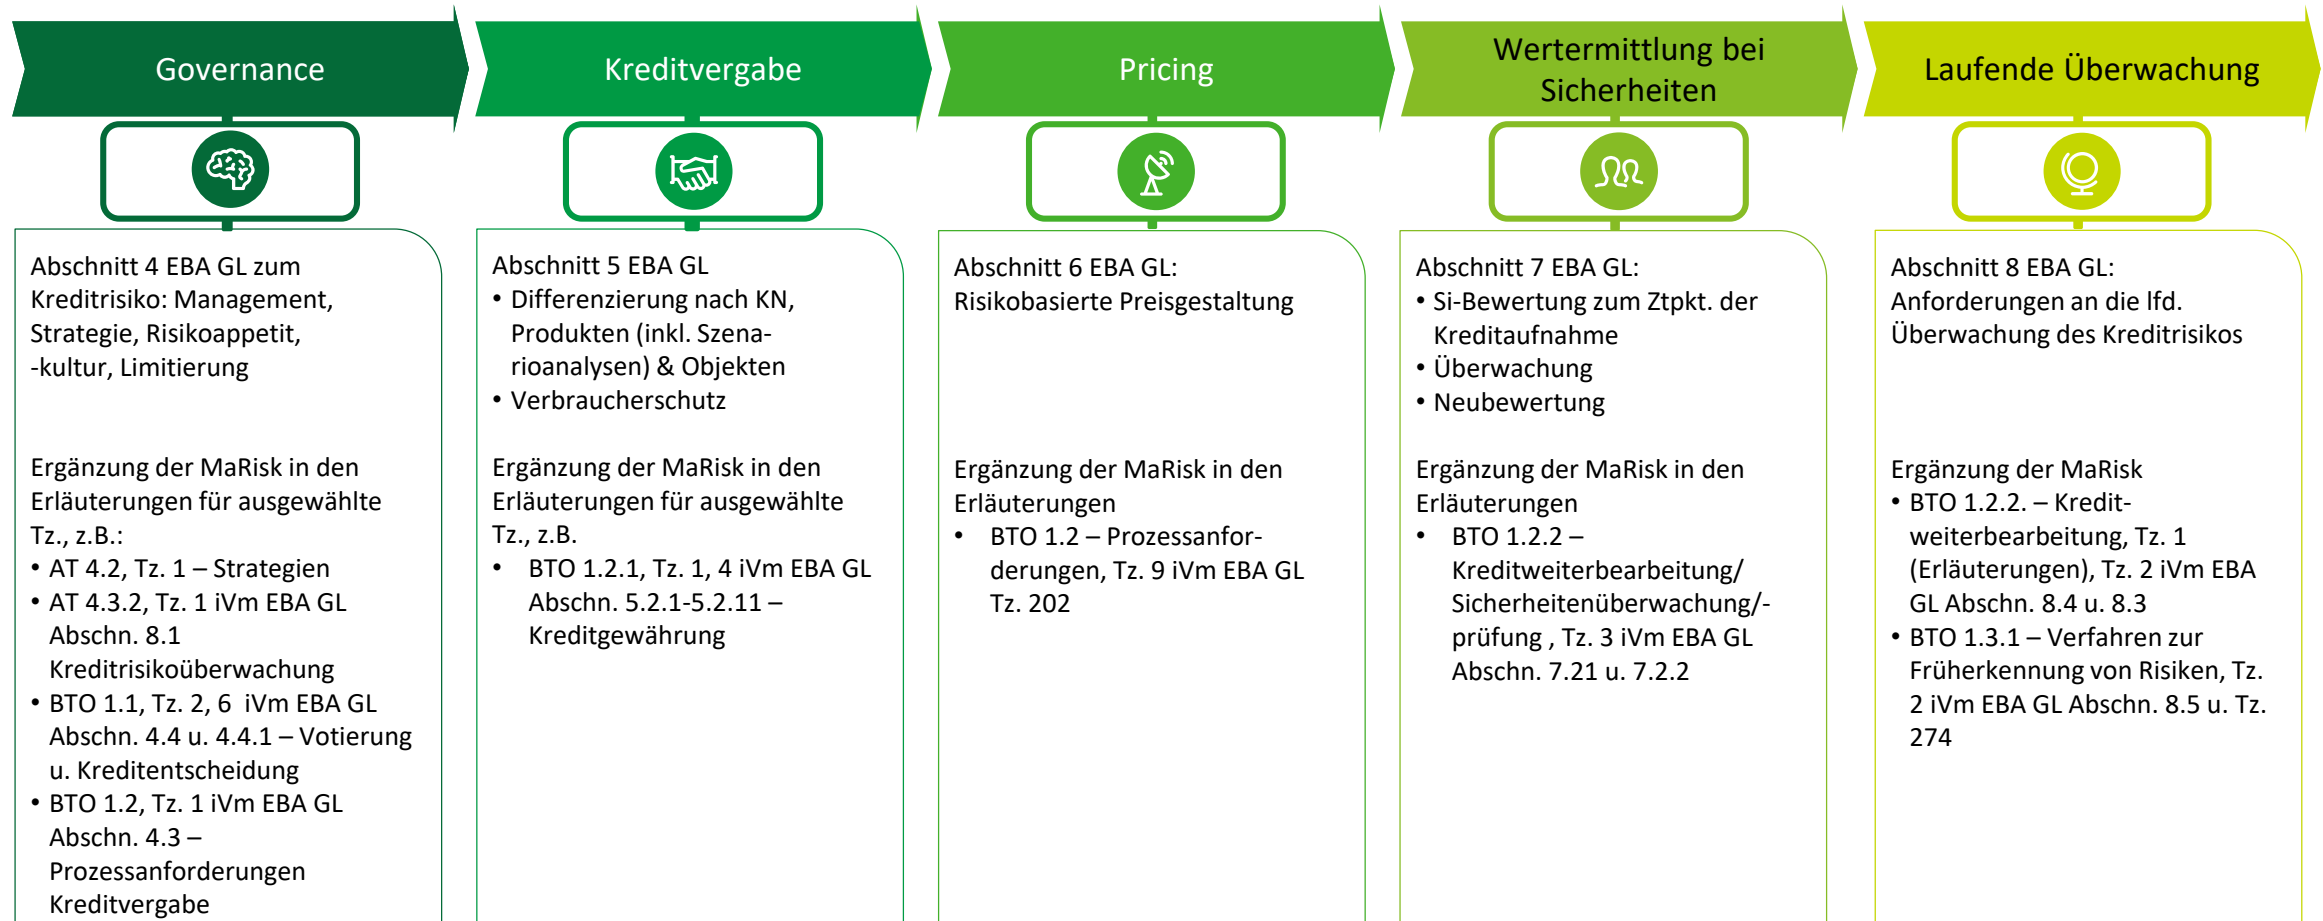 Governance
Kreditvergabe
Pricing
Wertermittlung bei
Sicherheiten
Laufende Überwachung
Abschnitt 4 EBA GL zum
Kreditrisiko: Management,
Strategie, Risikoappetit,
-kultur, Limitierung
Ergänzung der MaRisk in den
Erläuterungen für ausgewählte
Tz., z.B.:
• AT 4.2, Tz. 1 – Strategien
• AT 4.3.2, Tz. 1 iVm EBA GL
Abschn. 8.1
Kreditrisikoüberwachung
• BTO 1.1, Tz. 2, 6 iVm EBA GL
Abschn. 4.4 u. 4.4.1 – Votierung
u. Kreditentscheidung
• BTO 1.2, Tz. 1 iVm EBA GL
Abschn. 4.3 –
Prozessanforderungen
Kreditvergabe
Abschnitt 5 EBA GL
• Differenzierung nach KN,
Produkten (inkl. Szena-
rioanalysen) & Objekten
• Verbraucherschutz
Ergänzung der MaRisk in den
Erläuterungen für ausgewählte
Tz., z.B.
• BTO 1.2.1, Tz. 1, 4 iVm EBA GL
Abschn. 5.2.1-5.2.11 –
Kreditgewährung
Abschnitt 6 EBA GL:
Risikobasierte Preisgestaltung
Ergänzung der MaRisk in den
Erläuterungen
• BTO 1.2 – Prozessanfor-
derungen, Tz. 9 iVm EBA GL
Tz. 202
Abschnitt 7 EBA GL:
• Si-Bewertung zum Ztpkt. der
Kreditaufnahme
• Überwachung
• Neubewertung
Ergänzung der MaRisk in den
Erläuterungen
• BTO 1.2.2 –
Kreditweiterbearbeitung/
Sicherheitenüberwachung/-
prüfung , Tz. 3 iVm EBA GL
Abschn. 7.21 u. 7.2.2
Abschnitt 8 EBA GL:
Anforderungen an die lfd.
Überwachung des Kreditrisikos
Ergänzung der MaRisk
• BTO 1.2.2. – Kredit-
weiterbearbeitung, Tz. 1
(Erläuterungen), Tz. 2 iVm EBA
GL Abschn. 8.4 u. 8.3
• BTO 1.3.1 – Verfahren zur
Früherkennung von Risiken, Tz.
2 iVm EBA GL Abschn. 8.5 u. Tz.
274